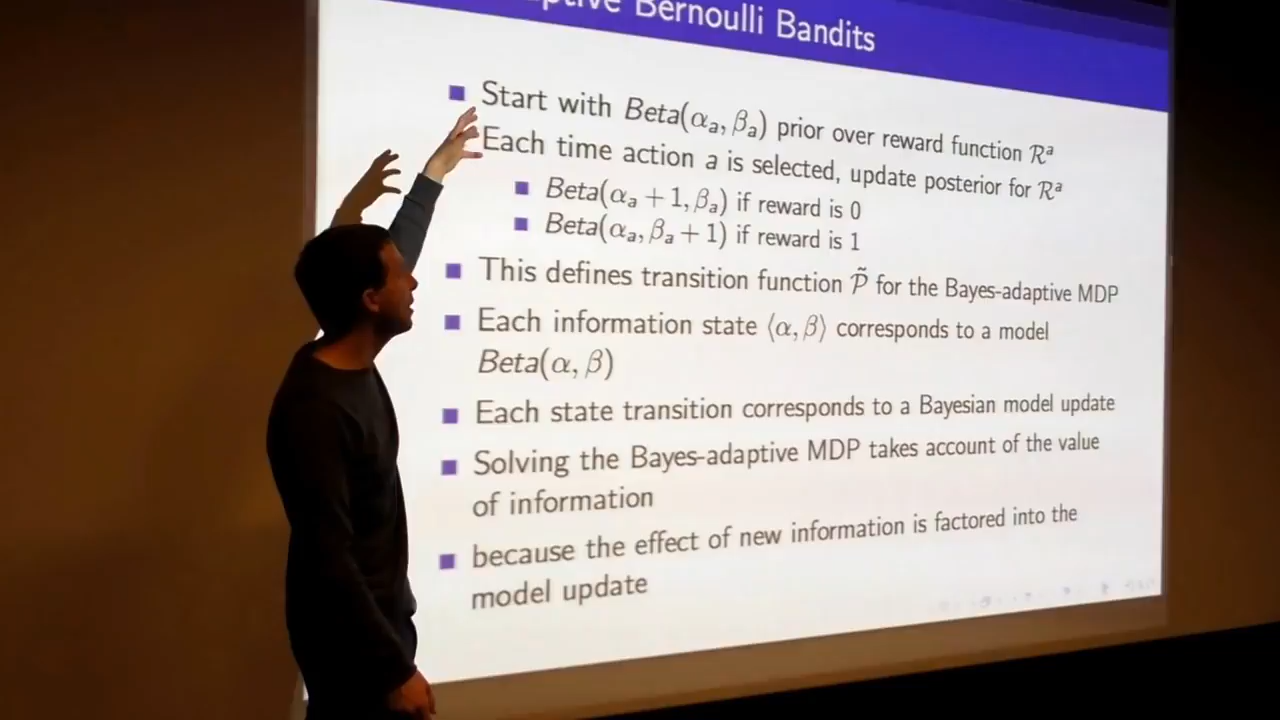 Bernoulli Bandits
Start with Beta(αₐ, βₐ) prior over reward function ℛᵃ
Each time action a is selected, update posterior for ℛᵃ
Beta(αₐ + 1, βₐ) if reward is 0
Beta(αₐ, βₐ + 1) if reward is 1
This defines transition function 𝒫̃ for the Bayes-adaptive MDP
Each information state ⟨α, β⟩ corresponds to a model
Beta(α, β)
Each state transition corresponds to a Bayesian model update
Solving the Bayes-adaptive MDP takes account of the value
of information
because the effect of new information is factored into the
model update